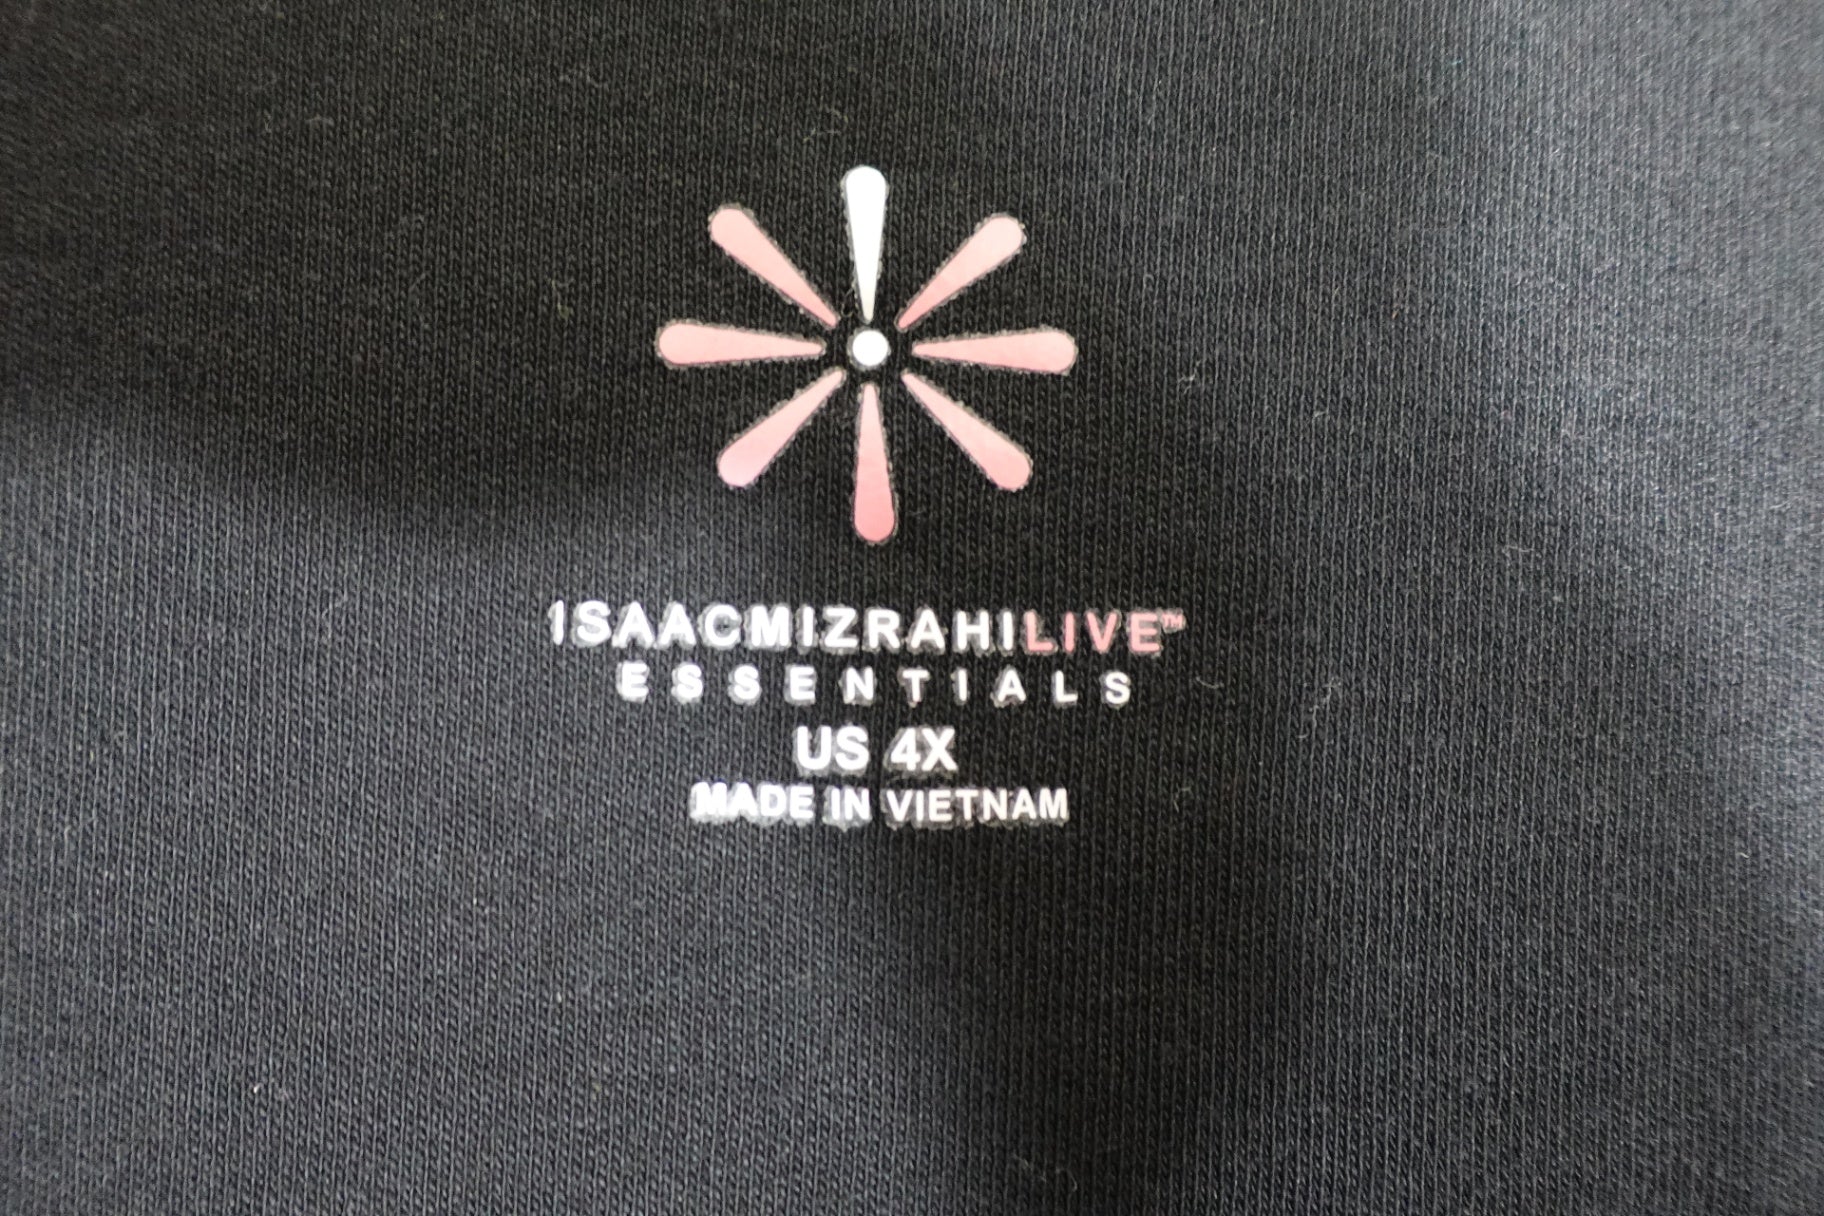 ISAACMIZRAHILIVE™
ESSENTIALS
US 4X
MADE IN VIETNAM